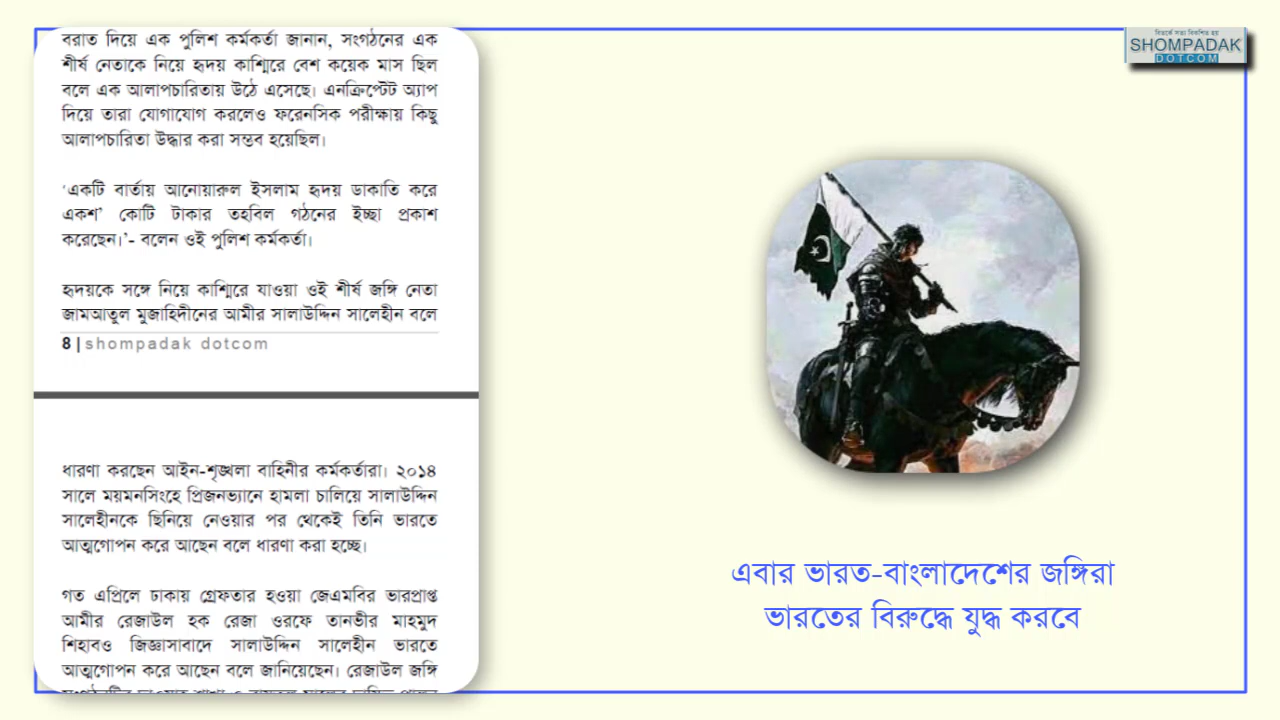 বরাত দিয়ে এক পুলিশ কর্মকর্তা জানান, সংগঠনের এক
শীর্ষ নেতাকে নিয়ে হৃদয় কাশ্মিরে বেশ কয়েক মাস ছিল
বলে এক আলাপচারিতায় উঠে এসেছে। এনক্রিপ্টেট অ্যাপ
দিয়ে তারা যোগাযোগ করলেও ফরেনসিক পরীক্ষায় কিছু
আলাপচারিতা উদ্ধার করা সম্ভব হয়েছিল।
‘একটি বার্তায় আনোয়ারুল ইসলাম হৃদয় ডাকাতি করে
একশ’ কোটি টাকার তহবিল গঠনের ইচ্ছা প্রকাশ
করেছেন।’- বলেন ওই পুলিশ কর্মকর্তা।
হৃদয়কে সঙ্গে নিয়ে কাশ্মিরে যাওয়া ওই শীর্ষ জঙ্গি নেতা
জামআতুল মুজাহিদীনের আমীর সালাউদ্দিন সালেহীন বলে
8 | shompadak dotcom
ধারণা করছেন আইন-শৃঙ্খলা বাহিনীর কর্মকর্তারা। ২০১৪
সালে ময়মনসিংহে প্রিজনভ্যানে হামলা চালিয়ে সালাউদ্দিন
সালেহীনকে ছিনিয়ে নেওয়ার পর থেকেই তিনি ভারতে
আত্মগোপন করে আছেন বলে ধারণা করা হচ্ছে।
গত এপ্রিলে ঢাকায় গ্রেফতার হওয়া জেএমবির ভারপ্রাপ্ত
আমীর রেজাউল হক রেজা ওরফে তানভীর মাহমুদ
শিহাবও জিজ্ঞাসাবাদে সালাউদ্দিন সালেহীন ভারতে
আত্মগোপন করে আছেন বলে জানিয়েছেন। রেজাউল জঙ্গি
SHOMPADAK
DOTCOM
এবার ভারত-বাংলাদেশের জঙ্গিরা
ভারতের বিরুদ্ধে যুদ্ধ করবে